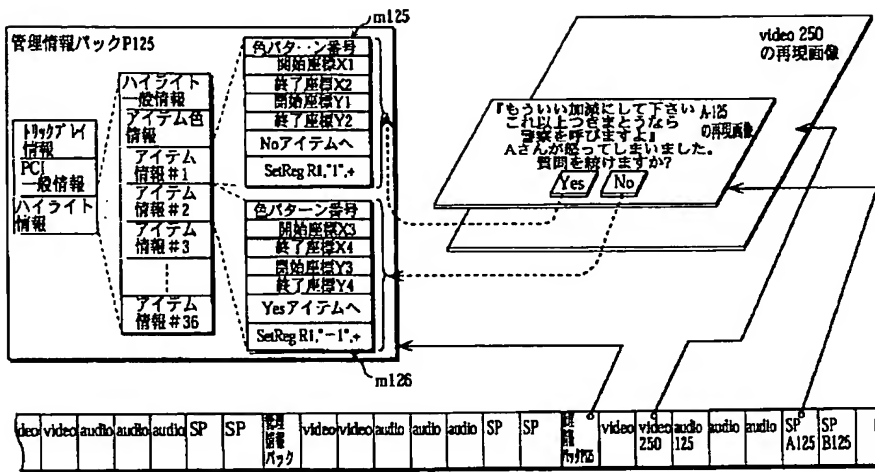 管理情報パックP125
トリックプレイ
情報
PCI
一般情報
ハイライト
情報
ハイライト
一般情報
アイテム色
情報
アイテム
情報#1
アイテム
情報#2
アイテム
情報#3
アイテム
情報#36
m125
色パターン番号
開始座標X1
終了座標X2
開始座標Y1
終了座標Y2
Noアイテムへ
SetReg R1,"1",+
色パターン番号
開始座標X3
終了座標X4
開始座標Y3
終了座標Y4
Yesアイテムへ
SetReg R1,"−1",+
m126
video 250
の再現画像
A-125
の再現画像
『もういい加減にして下さい
これ以上つきまとうなら
警察を呼びますよ』
Aさんが怒ってしまいました。
質問を続けますか?
Yes No
deo video audio audio audio SP SP 管理情報パック video video audio audio audio SP SP 管理情報パックP125 video video 250 audio 125 audio audio SP A125 SP B125